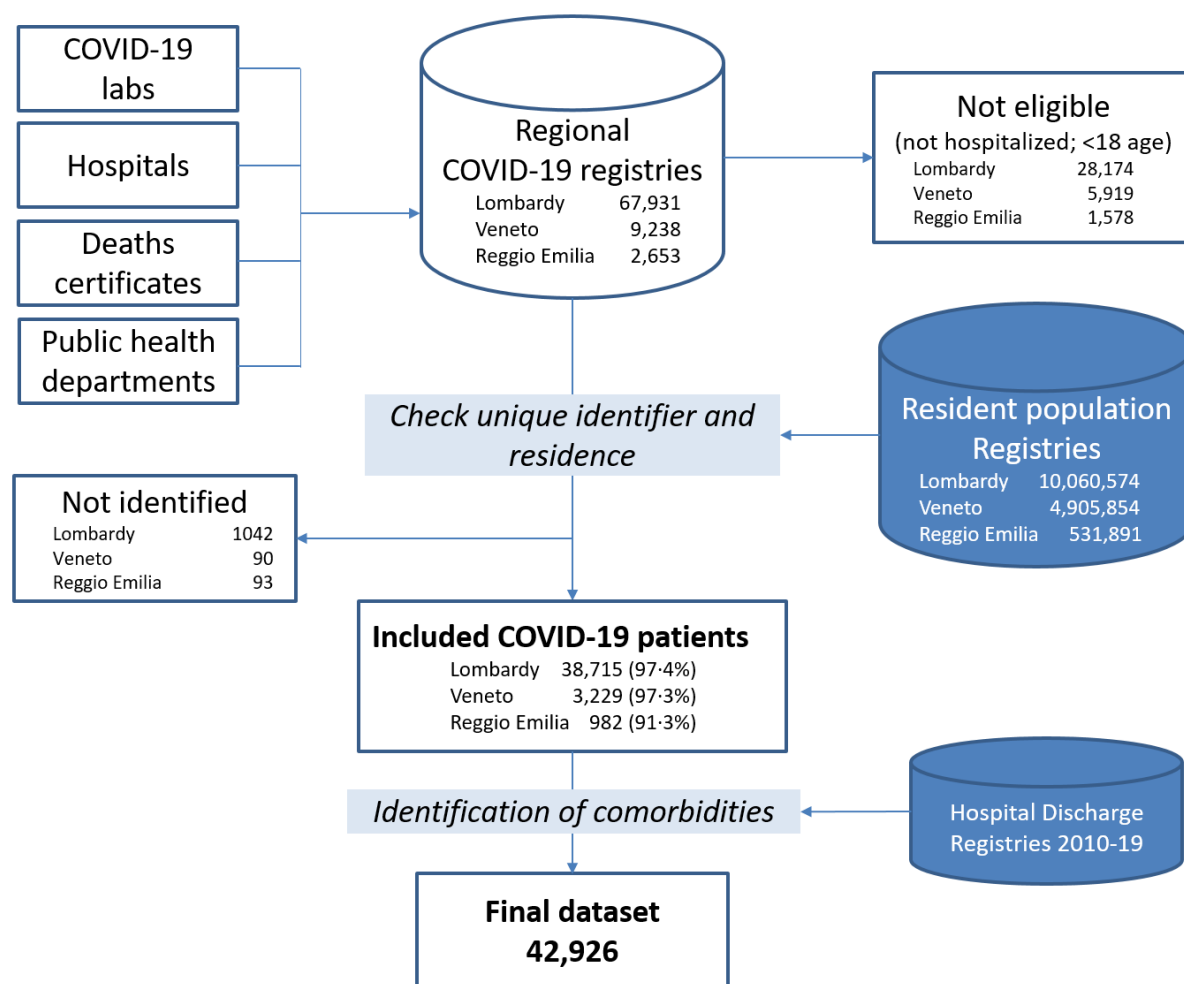 COVID-19
labs
Hospitals
Deaths
certificates
Public health
departments
Regional
COVID-19 registries
Lombardy 67,931
Veneto 9,238
Reggio Emilia 2,653
Not eligible
(not hospitalized; <18 age)
Lombardy 28,174
Veneto 5,919
Reggio Emilia 1,578
Check unique identifier and
residence
Resident population
Registries
Lombardy 10,060,574
Veneto 4,905,854
Reggio Emilia 531,891
Not identified
Lombardy 1042
Veneto 90
Reggio Emilia 93
Included COVID-19 patients
Lombardy 38,715 (97·4%)
Veneto 3,229 (97·3%)
Reggio Emilia 982 (91·3%)
Identification of comorbidities
Hospital Discharge
Registries 2010-19
Final dataset
42,926